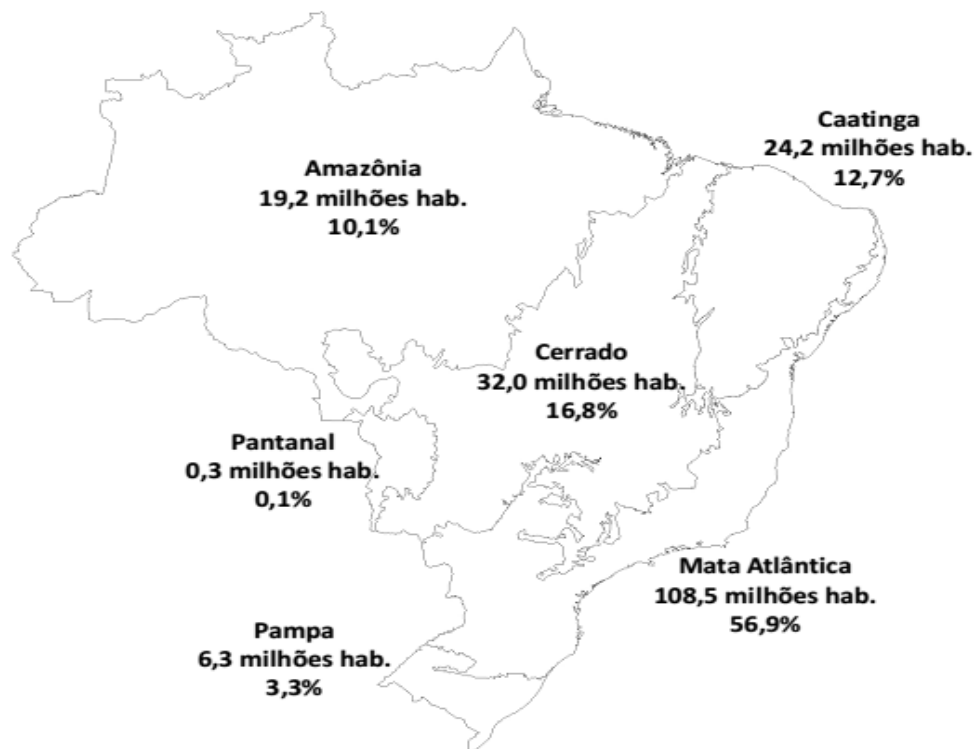 Caatinga
24,2 milhões hab.
12,7%
Amazônia
19,2 milhões hab.
10,1%
Cerrado
32,0 milhões hab.
16,8%
Pantanal
0,3 milhões hab.
0,1%
Mata Atlântica
108,5 milhões hab.
56,9%
Pampa
6,3 milhões hab.
3,3%